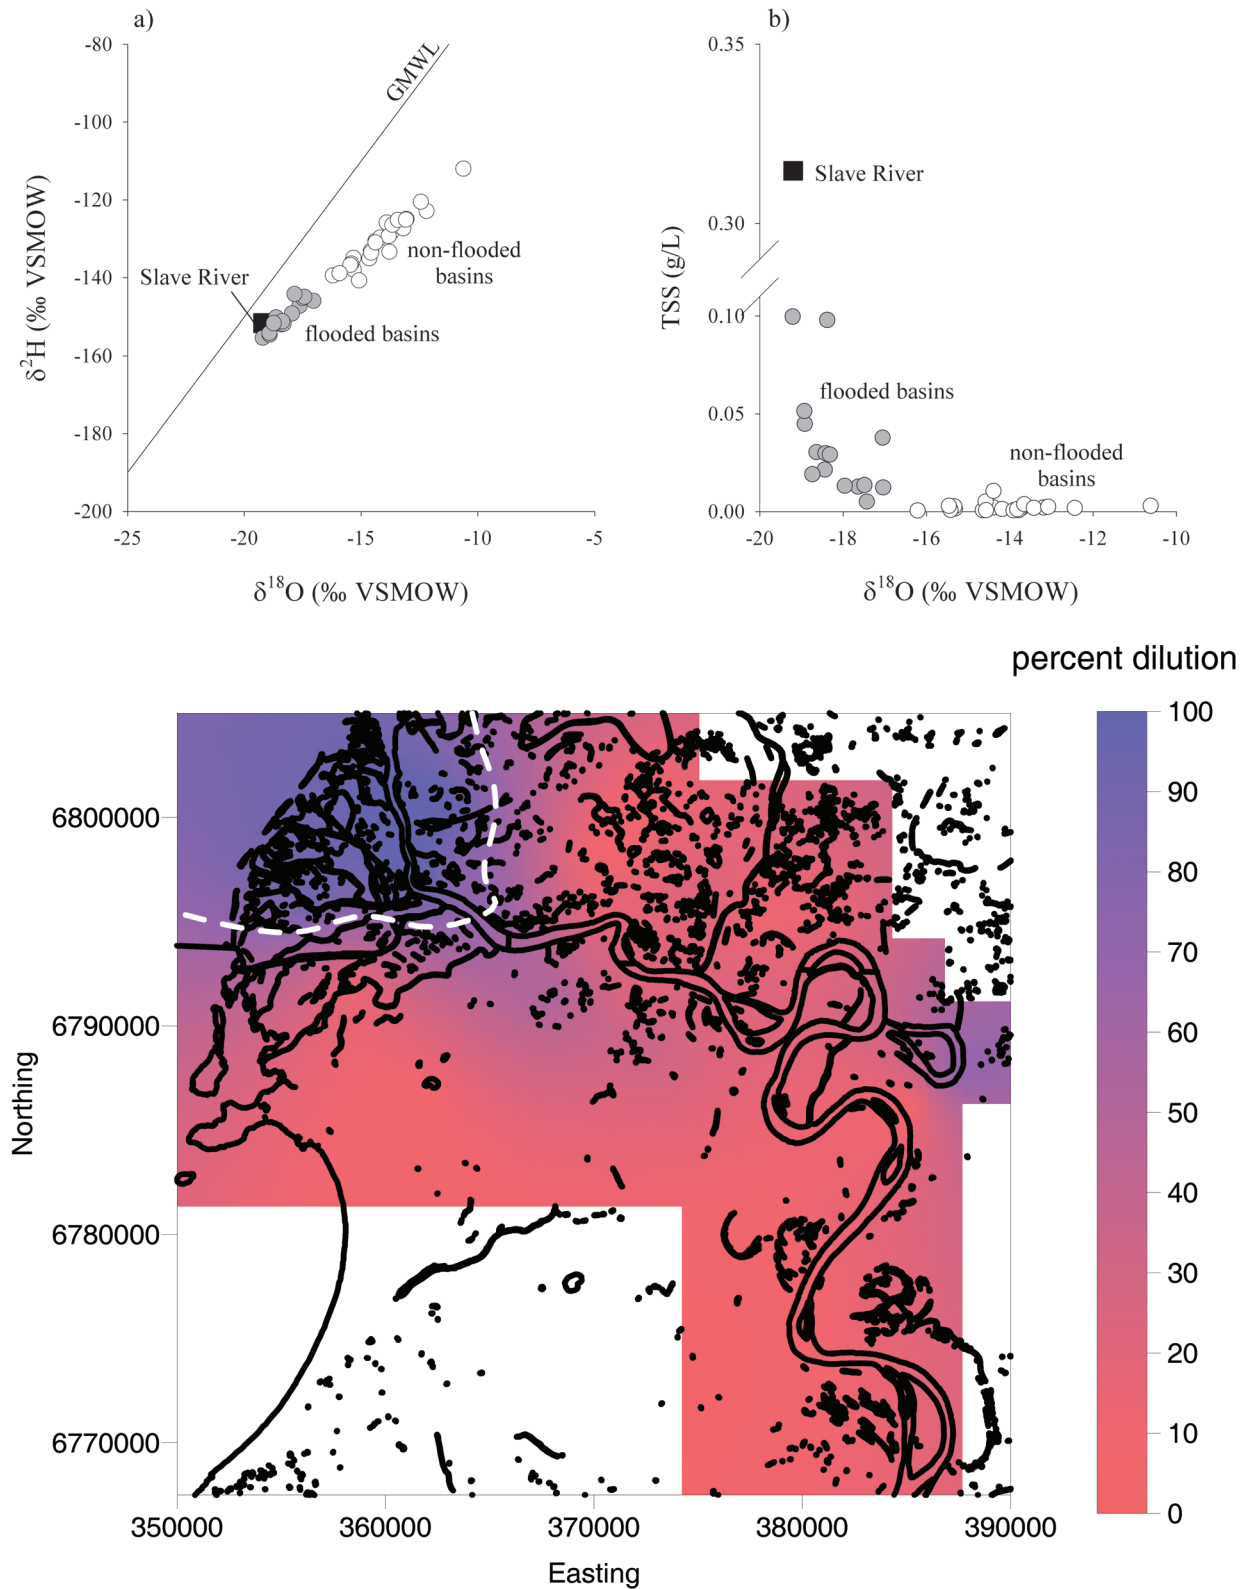 a)
-80
-100
-120
-140
-160
-180
-200
-25
-20
-15
-10
-5
δ²H (‰ VSMOW)
δ¹⁸O (‰ VSMOW)
GMWL
Slave River
non-flooded
basins
flooded basins
b)
0.35
0.30
0.10
0.05
0.00
-20
-18
-16
-14
-12
-10
TSS (g/L)
δ¹⁸O (‰ VSMOW)
Slave River
flooded basins
non-flooded
basins
percent dilution
100
90
80
70
60
50
40
30
20
10
0
6800000
6790000
6780000
6770000
Northing
350000
360000
370000
380000
390000
Easting